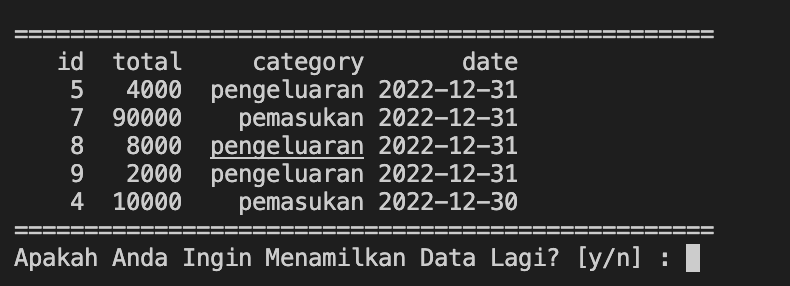 ==================================================
id total category date
5 4000 pengeluaran 2022-12-31
7 90000 pemasukan 2022-12-31
8 8000 pengeluaran 2022-12-31
9 2000 pengeluaran 2022-12-31
4 10000 pemasukan 2022-12-30
==================================================
Apakah Anda Ingin Menamilkan Data Lagi? [y/n] :